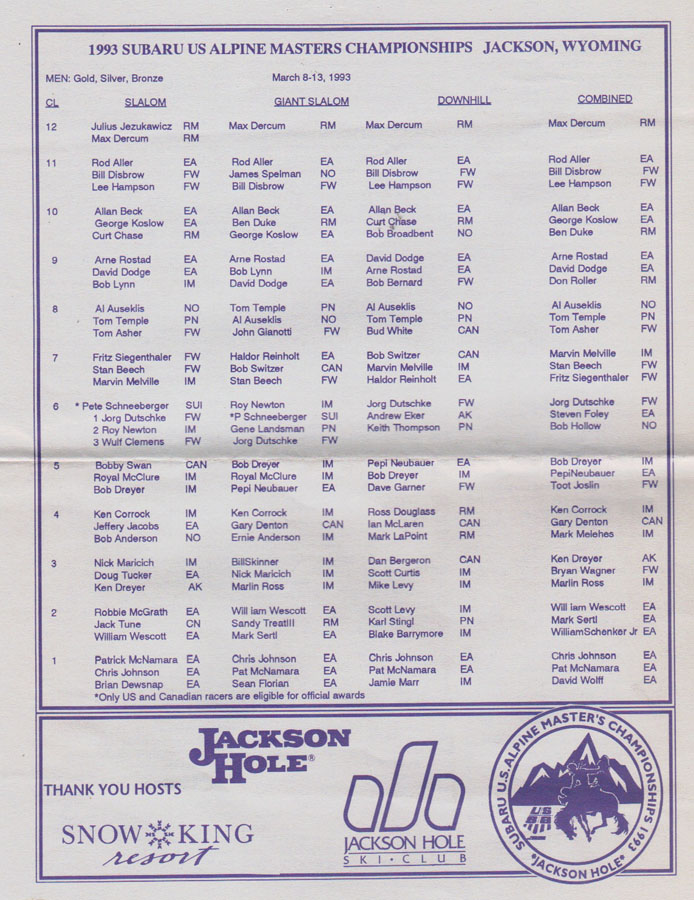 1993 SUBARU US ALPINE MASTERS CHAMPIONSHIPS JACKSON, WYOMING
MEN: Gold, Silver, Bronze March 8-13, 1993
CL SLALOM GIANT SLALOM DOWNHILL COMBINED
12 Julius Jezukawicz RM Max Dercum RM Max Dercum RM Max Dercum RM
Max Dercum RM
11 Rod Aller EA Rod Aller EA Rod Aller EA Rod Aller EA
Bill Disbrow FW James Spelman NO Bill Disbrow FW Bill Disbrow FW
Lee Hampson FW Bill Disbrow FW Lee Hampson FW Lee Hampson FW
10 Allan Beck EA Allan Beck EA Allan Beck EA Allan Beck EA
George Koslow EA Ben Duke RM Curt Chase RM George Koslow EA
Curt Chase RM George Koslow EA Bob Broadbent NO Ben Duke RM
9 Arne Rostad EA Arne Rostad EA David Dodge EA Arne Rostad EA
David Dodge EA Bob Lynn IM Arne Rostad EA David Dodge EA
Bob Lynn IM David Dodge EA Bob Bernard FW Don Roller RM
8 Al Auseklis NO Tom Temple PN Al Auseklis NO Al Auseklis NO
Tom Temple PN Al Auseklis NO Tom Temple PN Tom Temple PN
Tom Asher FW John Gianotti FW Bud White CAN Tom Asher FW
7 Fritz Siegenthaler FW Haldor Reinholt EA Bob Switzer CAN Marvin Melville IM
Stan Beech FW Bob Switzer CAN Marvin Melville IM Stan Beech FW
Marvin Melville IM Stan Beech FW Haldor Reinholt EA Fritz Siegenthaler FW
6 * Pete Schneeberger SUI Roy Newton IM Jorg Dutschke FW Jorg Dutschke FW
1 Jorg Dutschke FW *P Schneeberger SUI Andrew Eker AK Steven Foley EA
2 Roy Newton IM Gene Landsman PN Keith Thompson PN Bob Hollow NO
3 Wulf Clemens FW Jorg Dutschke FW
5 Bobby Swan CAN Bob Dreyer IM Pepi Neubauer EA Bob Dreyer IM
Royal McClure IM Royal McClure IM Bob Dreyer IM PepiNeubauer EA
Bob Dreyer IM Pepi Neubauer EA Dave Garner FW Toot Joslin FW
4 Ken Corrock IM Ken Corrock IM Ross Douglass RM Ken Corrock IM
Jeffery Jacobs EA Gary Denton CAN Ian McLaren CAN Gary Denton CAN
Bob Anderson NO Ernie Anderson IM Mark LaPoint RM Mark Melehes IM
3 Nick Maricich IM BillSkinner IM Dan Bergeron CAN Ken Dreyer AK
Doug Tucker EA Nick Maricich IM Scott Curtis IM Bryan Wagner FW
Ken Dreyer AK Marlin Ross IM Mike Levy IM Marlin Ross IM
2 Robbie McGrath EA Will iam Wescott EA Scott Levy IM Will iam Wescott EA
Jack Tune CN Sandy TreatIII RM Karl Stingl PN Mark Sertl EA
William Wescott EA Mark Sertl EA Blake Barrymore IM WilliamSchenker Jr EA
1 Patrick McNamara EA Chris Johnson EA Chris Johnson EA Chris Johnson EA
Chris Johnson EA Pat McNamara EA Pat McNamara EA Pat McNamara EA
Brian Dewsnap EA Sean Florian EA Jamie Marr IM David Wolff EA
*Only US and Canadian racers are eligible for official awards
JACKSON
HOLE®
THANK YOU HOSTS
SNOW KING
resort
JACKSON HOLE
SKI•CLUB
SUBARU U.S. ALPINE MASTER'S CHAMPIONSHIPS 1993
•JACKSON HOLE•